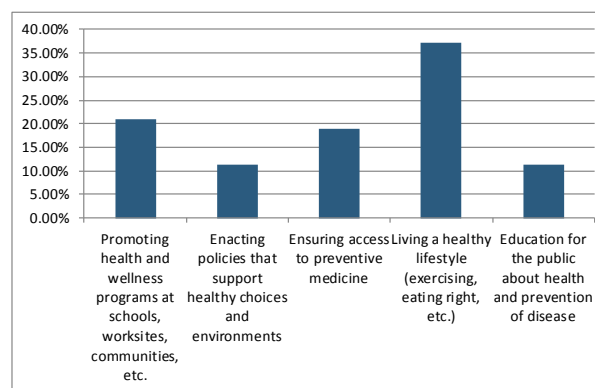 40.00%
35.00%
30.00%
25.00%
20.00%
15.00%
10.00%
5.00%
0.00%
Promoting
health and
wellness
programs at
schools,
worksites,
communities,
etc.
Enacting
policies that
support
healthy choices
and
environments
Ensuring access
to preventive
medicine
Living a healthy
lifestyle
(exercising,
eating right,
etc.)
Education for
the public
about health
and prevention
of disease